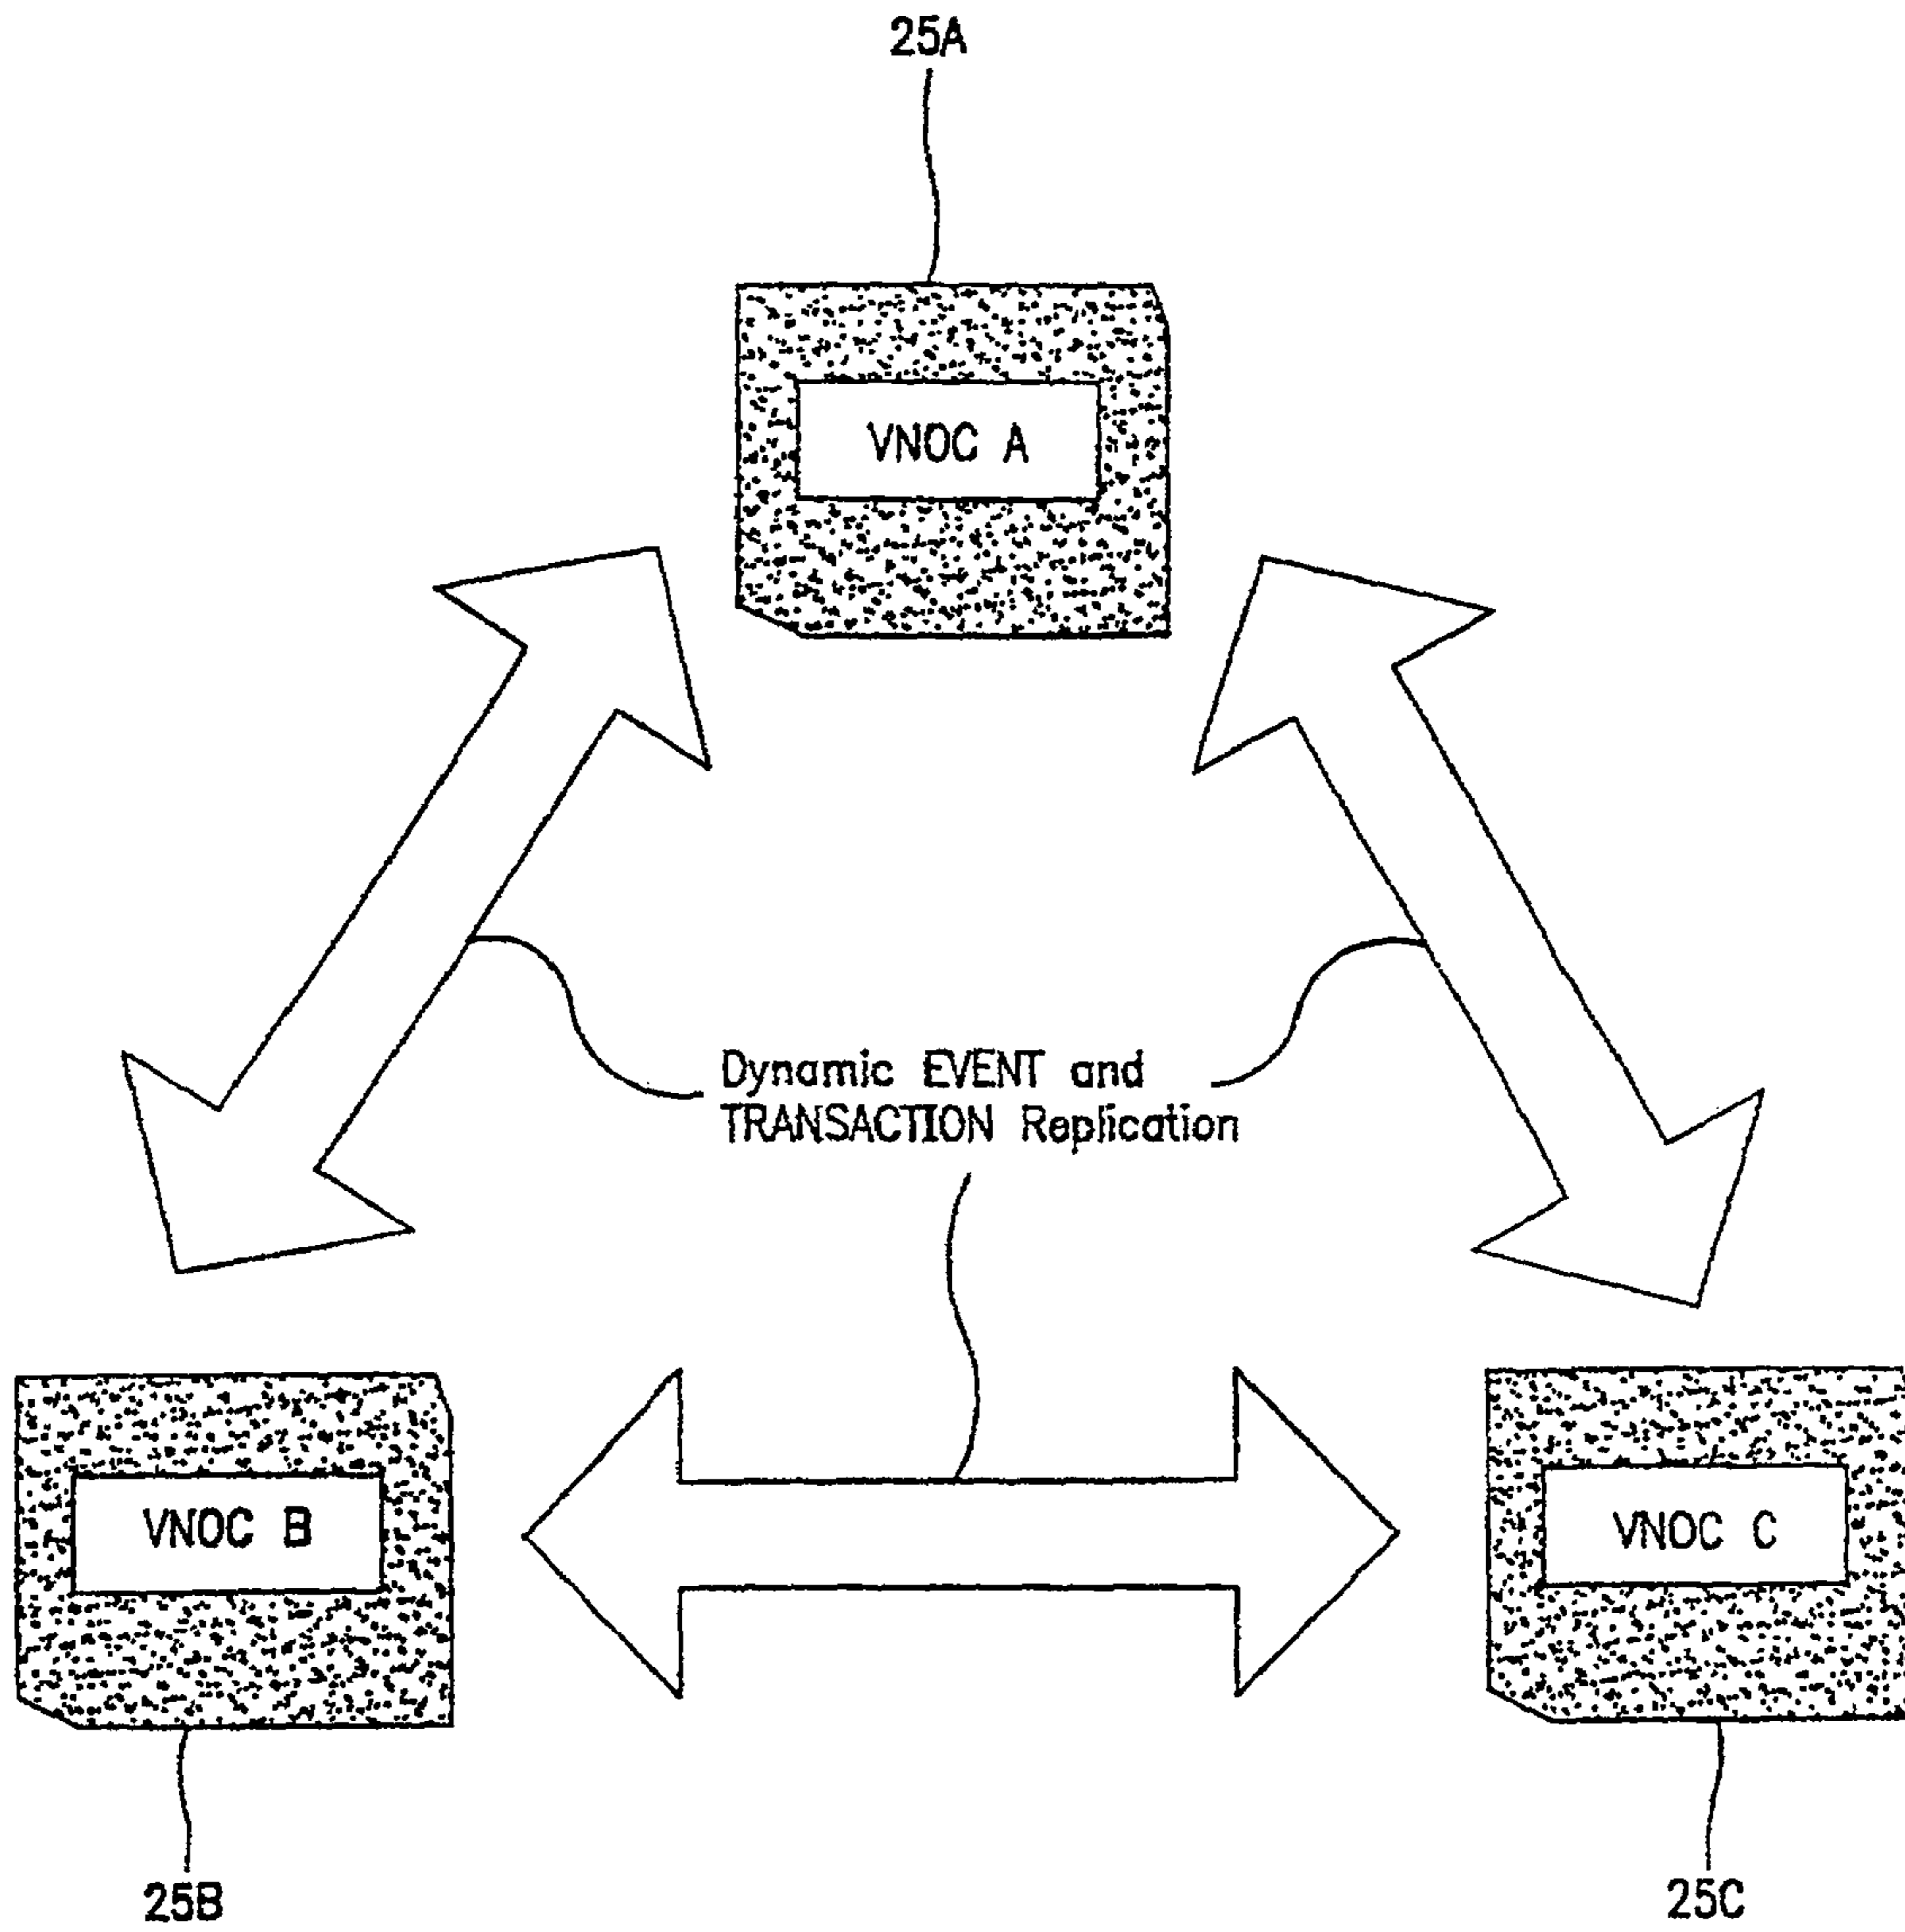 25A
VNOC A
Dynamic EVENT and
TRANSACTION Replication
VNOC B
VNOC C
25B
25C